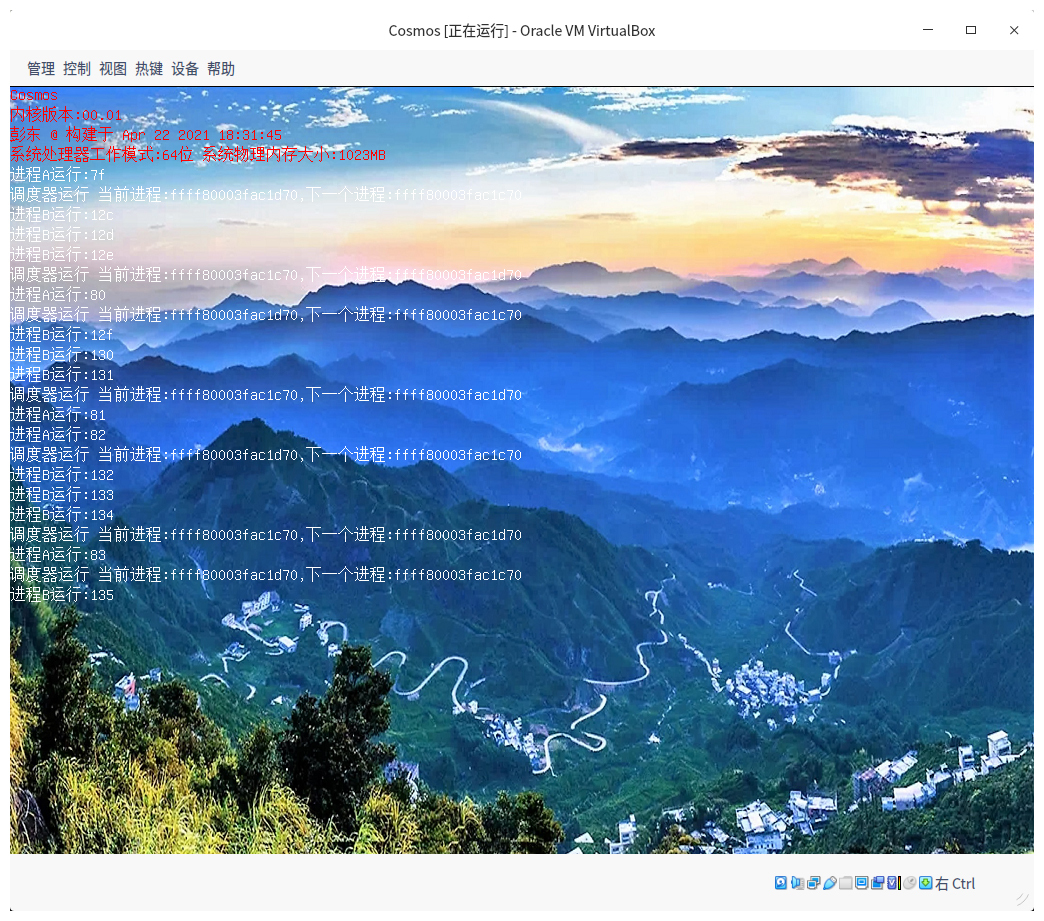 Cosmos [正在运行] - Oracle VM VirtualBox
管理 控制 视图 热键 设备 帮助
Cosmos
内核版本:00.01
彭东 @ 构建于 Apr 22 2021 18:31:45
系统处理器工作模式:64位 系统物理内存大小:1023MB
进程A运行:7f
调度器运行 当前进程:ffff80003fac1d70,下一个进程:ffff80003fac1c70
进程B运行:12c
进程B运行:12d
进程B运行:12e
调度器运行 当前进程:ffff80003fac1c70,下一个进程:ffff80003fac1d70
进程A运行:80
调度器运行 当前进程:ffff80003fac1d70,下一个进程:ffff80003fac1c70
进程B运行:12f
进程B运行:130
进程B运行:131
调度器运行 当前进程:ffff80003fac1c70,下一个进程:ffff80003fac1d70
进程A运行:81
进程A运行:82
调度器运行 当前进程:ffff80003fac1d70,下一个进程:ffff80003fac1c70
进程B运行:132
进程B运行:133
进程B运行:134
调度器运行 当前进程:ffff80003fac1c70,下一个进程:ffff80003fac1d70
进程A运行:83
调度器运行 当前进程:ffff80003fac1d70,下一个进程:ffff80003fac1c70
进程B运行:135
右 Ctrl